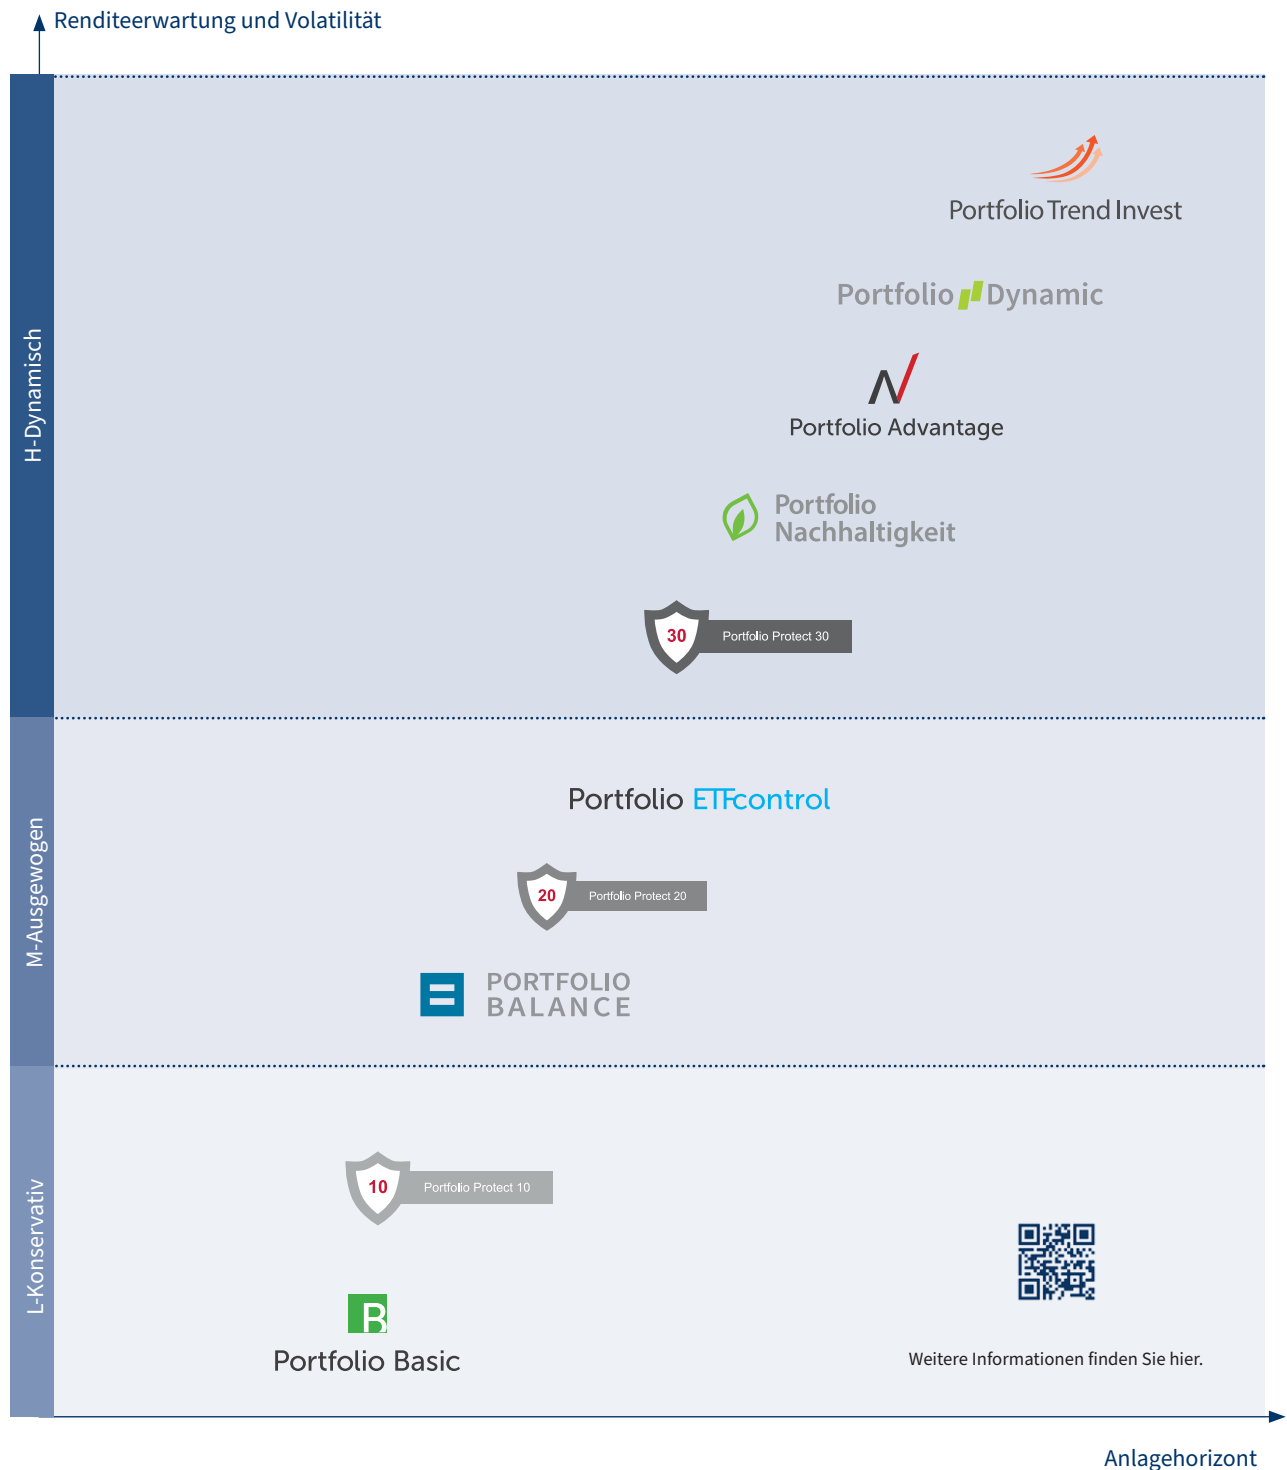 Renditeerwartung und Volatilität
H-Dynamisch
Portfolio Trend Invest
Portfolio Dynamic
Portfolio Advantage
Portfolio
Nachhaltigkeit
30
Portfolio Protect 30
M-Ausgewogen
Portfolio ETFcontrol
20
Portfolio Protect 20
PORTFOLIO
BALANCE
L-Konservativ
10
Portfolio Protect 10
B
Portfolio Basic
Weitere Informationen finden Sie hier.
Anlagehorizont